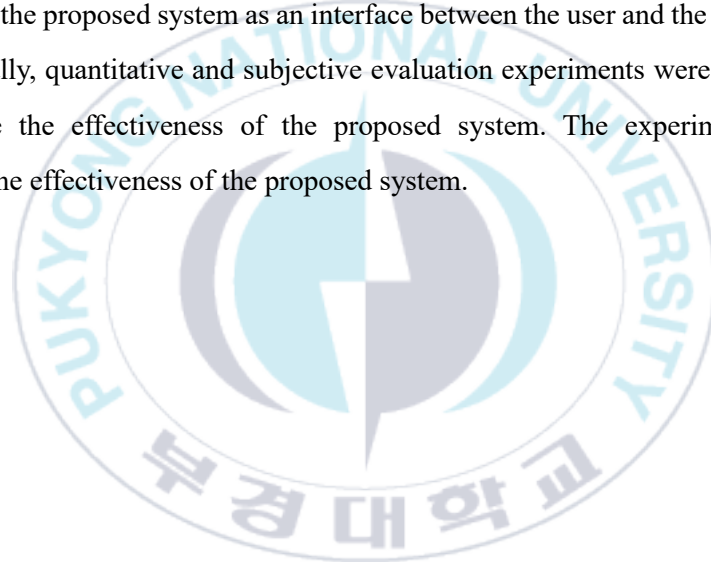 the proposed system as an interface between the user and the
lly, quantitative and subjective evaluation experiments were
e the effectiveness of the proposed system. The experim
ne effectiveness of the proposed system.
PUKYONG NATIONAL UNIVERSITY
부경대학교